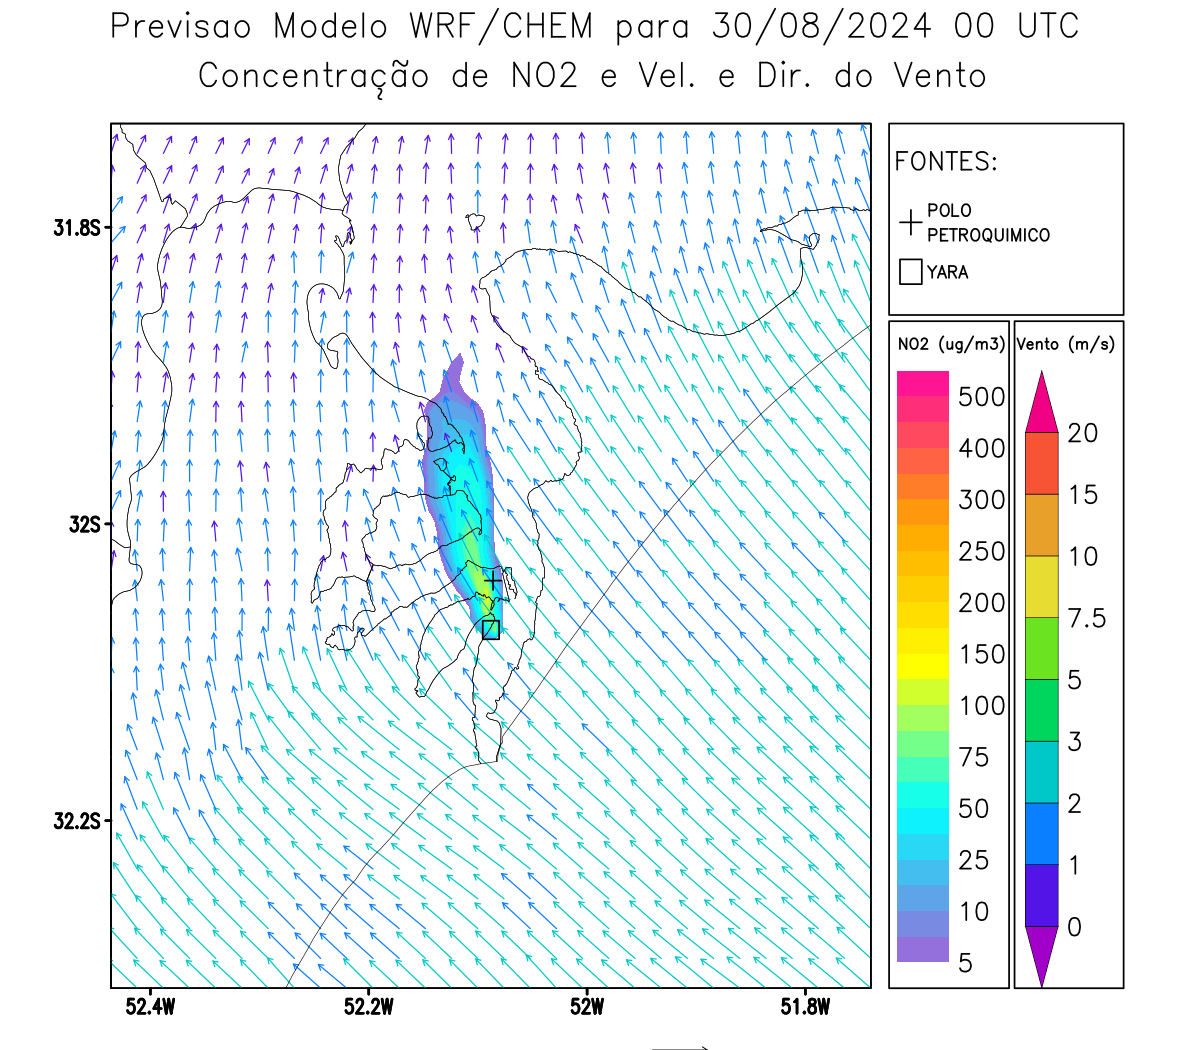 Previsao Modelo WRF/CHEM para 30/08/2024 00 UTC
Concentração de NO2 e Vel. e Dir. do Vento
FONTES:
POLO
PETROQUIMICO
YARA
NO2 (ug/m3)
500
400
300
250
200
150
100
75
50
25
10
5
Vento (m/s)
20
15
10
7.5
5
3
2
1
0
31.8S
32S
32.2S
52.4W
52.2W
52W
51.8W